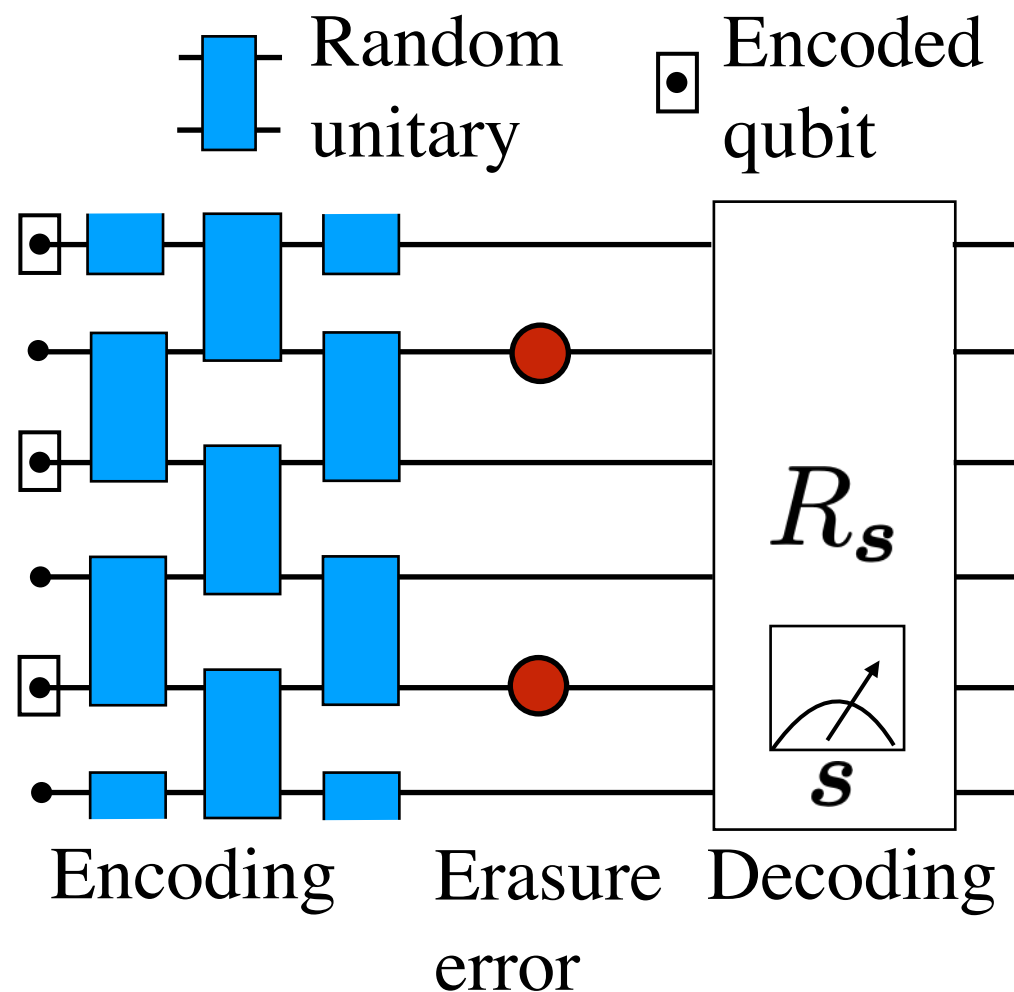 Random
unitary
Encoded
qubit
R_s
s
Encoding
Erasure
error
Decoding